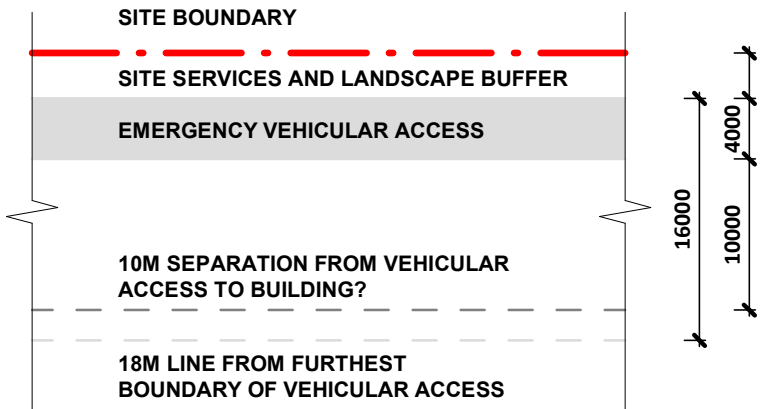 SITE BOUNDARY
SITE SERVICES AND LANDSCAPE BUFFER
EMERGENCY VEHICULAR ACCESS
4000
16000
10000
10M SEPARATION FROM VEHICULAR
ACCESS TO BUILDING?
18M LINE FROM FURTHEST
BOUNDARY OF VEHICULAR ACCESS